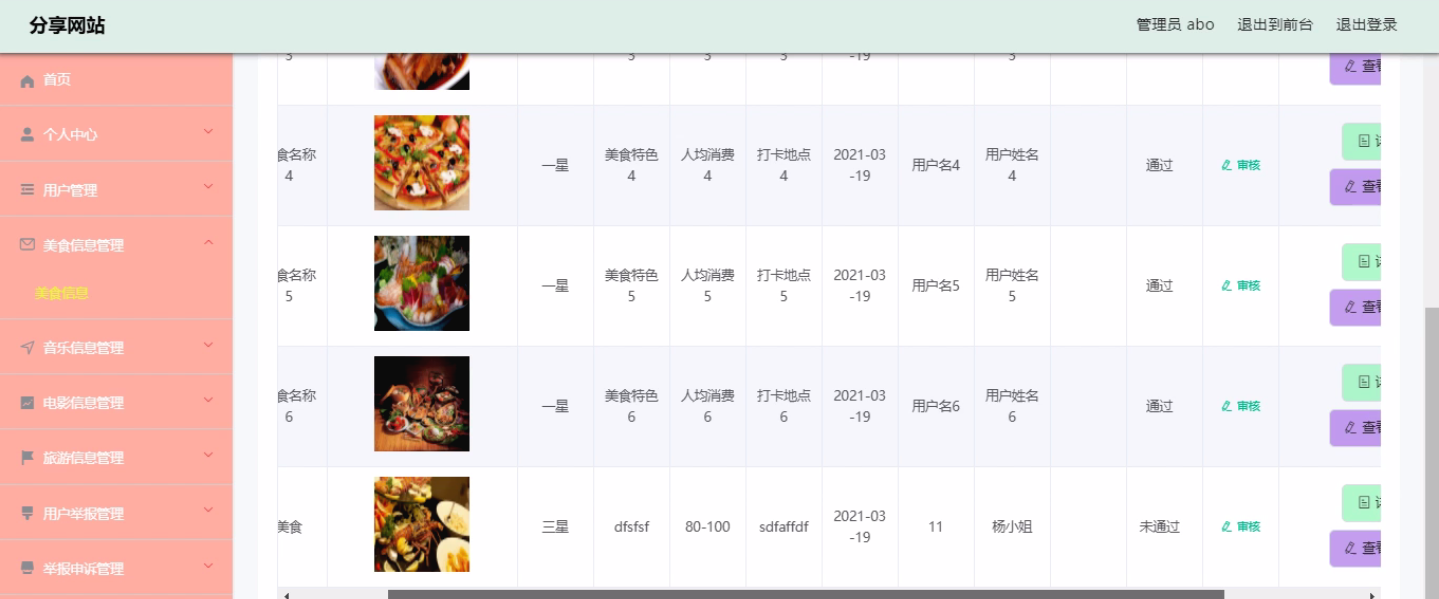 分享网站
管理员 abo 退出到前台 退出登录
首页
个人中心
用户管理
美食信息管理
美食信息
音乐信息管理
电影信息管理
旅游信息管理
用户举报管理
举报申诉管理
-19
查看
食名称 一星 美食特色 人均消费 打卡地点 2021-03 用户名4 用户姓名 通过 审核
4 4 4 4 -19 4
查看
食名称 一星 美食特色 人均消费 打卡地点 2021-03 用户名5 用户姓名 通过 审核
5 5 5 5 -19 5
查看
食名称 一星 美食特色 人均消费 打卡地点 2021-03 用户名6 用户姓名 通过 审核
6 6 6 6 -19 6
查看
美食 三星 dfsfsf 80-100 sdfaffdf 2021-03 11 杨小姐 未通过 审核
-19
查看